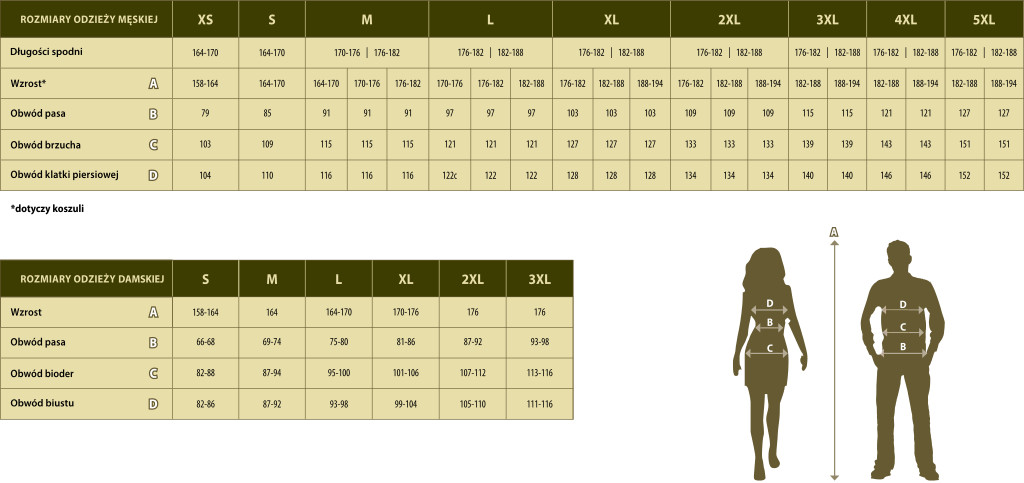 ROZMIARY ODZIEŻY MĘSKIEJ XS S M L XL 2XL 3XL 4XL 5XL
Długości spodni 164-170 164-170 170-176 | 176-182 176-182 | 182-188 176-182 | 182-188 176-182 | 182-188 176-182 | 182-188 176-182 | 182-188 176-182 | 182-188
Wzrost* A 158-164 164-170 164-170 170-176 176-182 170-176 176-182 182-188 176-182 182-188 188-194 176-182 182-188 188-194 182-188 188-194 182-188 188-194 182-188 188-194
Obwód pasa B 79 85 91 91 91 97 97 97 103 103 103 109 109 109 115 115 121 121 127 127
Obwód brzucha C 103 109 115 115 115 121 121 121 127 127 127 133 133 133 139 139 143 143 151 151
Obwód klatki piersiowej D 104 110 116 116 116 122c 122 122 128 128 128 134 134 134 140 140 146 146 152 152
*dotyczy koszuli
ROZMIARY ODZIEŻY DAMSKIEJ S M L XL 2XL 3XL
Wzrost A 158-164 164 164-170 170-176 176 176
Obwód pasa B 66-68 69-74 75-80 81-86 87-92 93-98
Obwód bioder C 82-88 87-94 95-100 101-106 107-112 113-116
Obwód biustu D 82-86 87-92 93-98 99-104 105-110 111-116
A
D
B
C
D
C
B